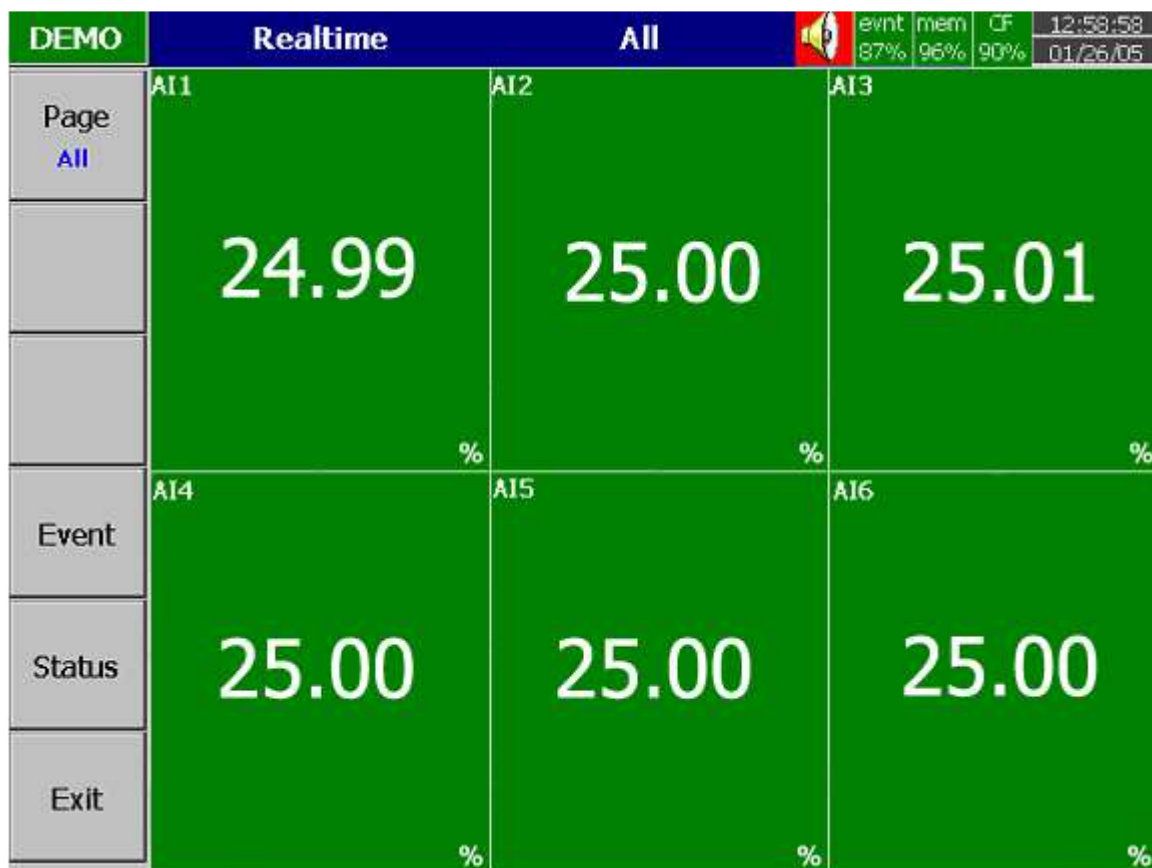 DEMO Realtime All evnt mem CF 12:58:58
87% 96% 90% 01/26/05
Page
All
AI1 AI2 AI3
24.99 25.00 25.01
% % %
Event
AI4 AI5 AI6
Status
25.00 25.00 25.00
Exit
% % %